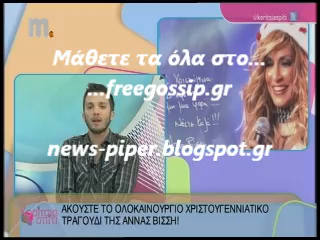 Μάθετε τα όλα στο...
...freegossip.gr
news-piper.blogspot.gr
ΑΚΟΥΣΤΕ ΤΟ ΟΛΟΚΑΙΝΟΥΡΓΙΟ ΧΡΙΣΤΟΥΓΕΝΝΙΑΤΙΚΟ
ΤΡΑΓΟΥΔΙ ΤΗΣ ΑΝΝΑΣ ΒΙΣΣΗ!